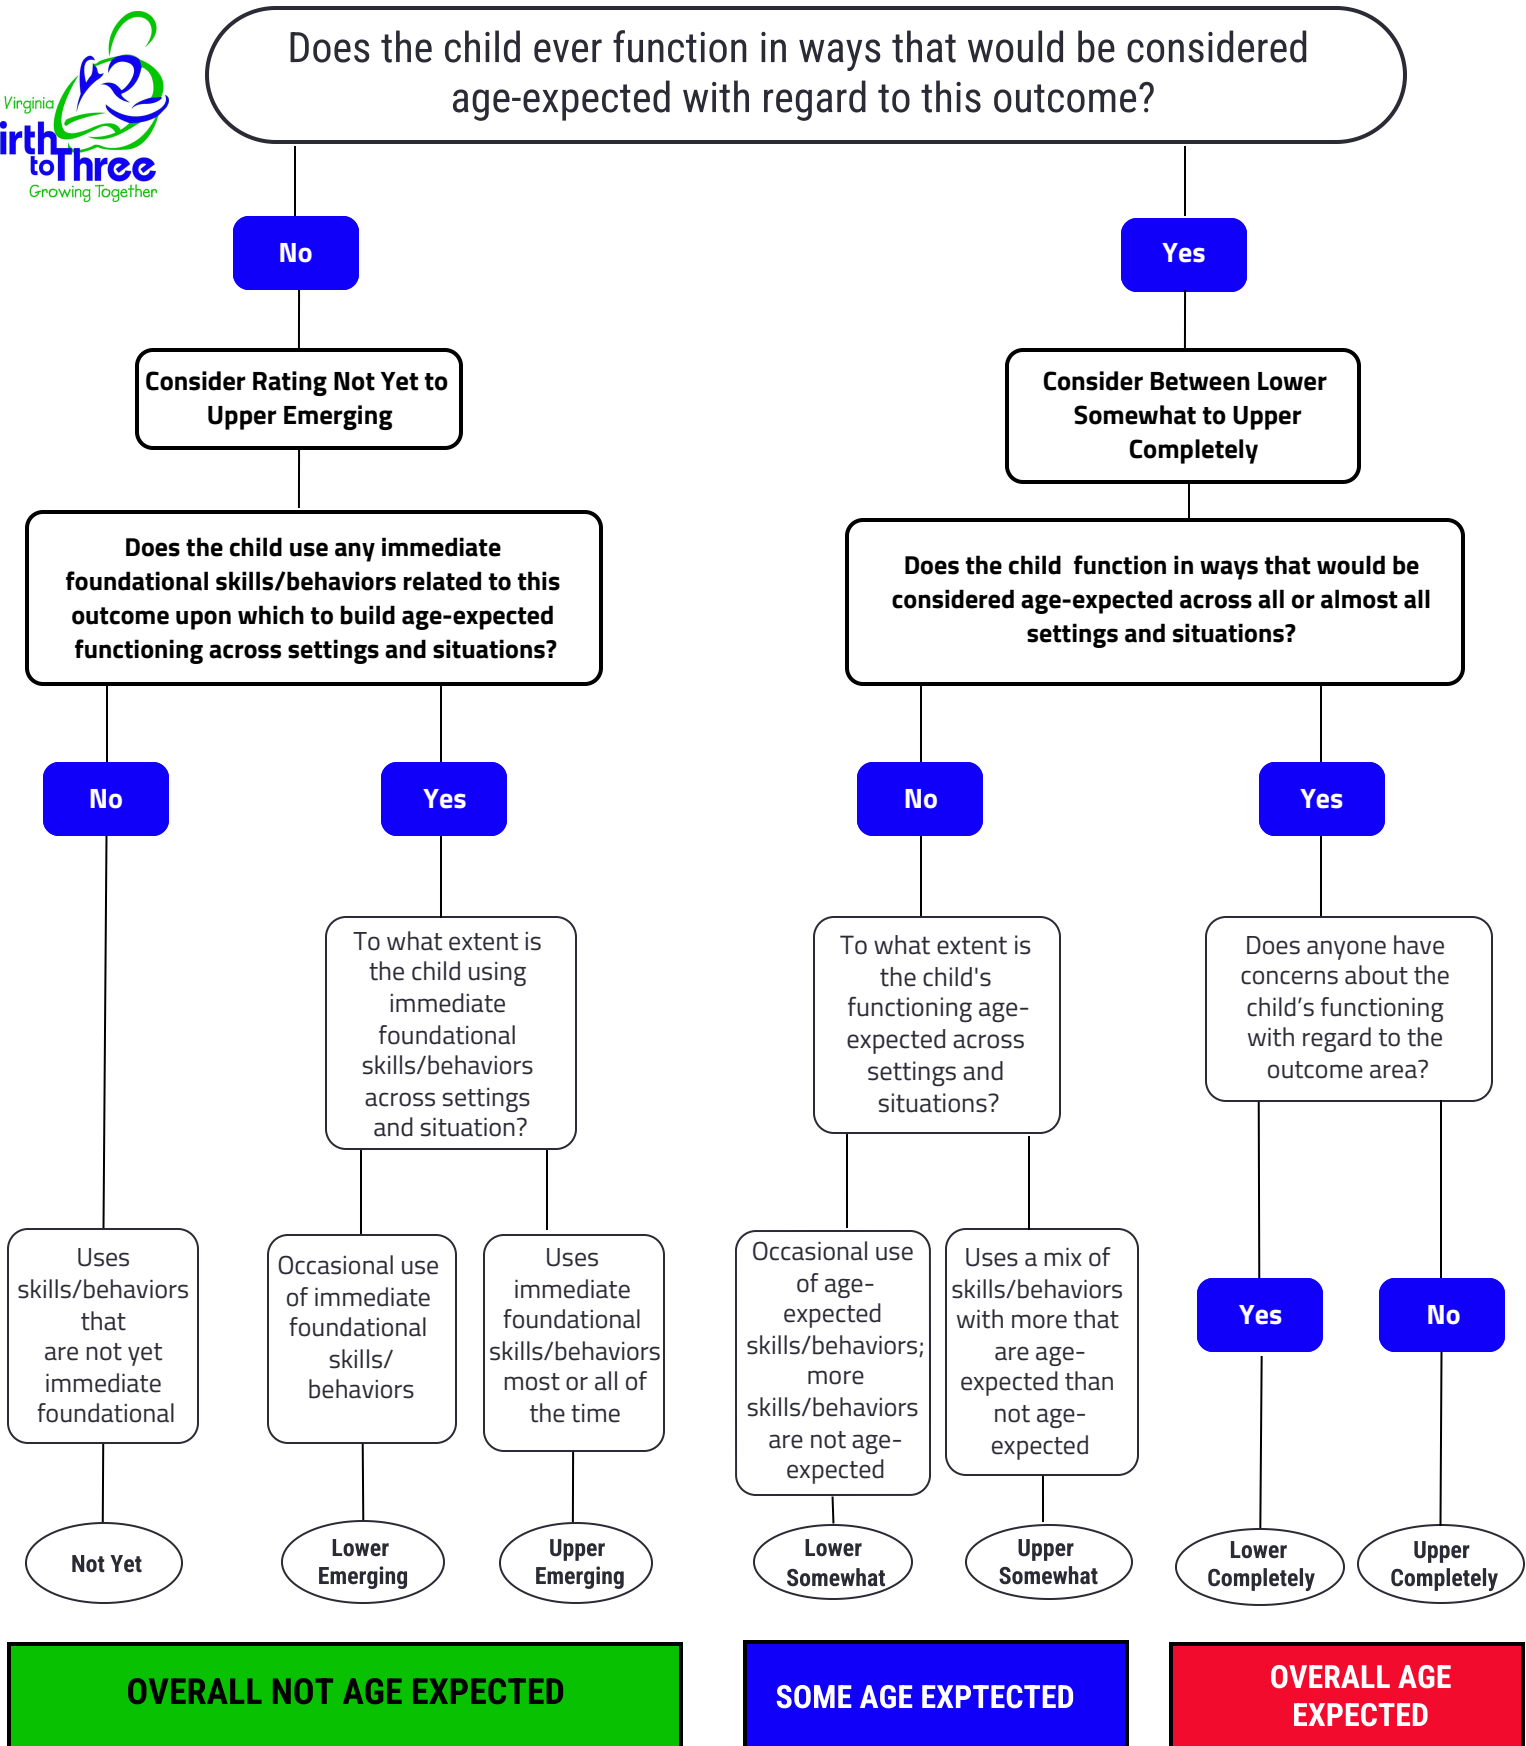 Does the child ever function in ways that would be considered
age-expected with regard to this outcome?
Virginia
irth
toThree
Growing Together
No
Yes
Consider Rating Not Yet to
Upper Emerging
Consider Between Lower
Somewhat to Upper
Completely
Does the child use any immediate
foundational skills/behaviors related to this
outcome upon which to build age-expected
functioning across settings and situations?
Does the child function in ways that would be
considered age-expected across all or almost all
settings and situations?
No
Yes
No
Yes
To what extent is
the child using
immediate
foundational
skills/behaviors
across settings
and situation?
To what extent is
the child's
functioning age-
expected across
settings and
situations?
Does anyone have
concerns about the
child’s functioning
with regard to the
outcome area?
Uses
skills/behaviors
that
are not yet
immediate
foundational
Occasional use
of immediate
foundational
skills/
behaviors
Uses
immediate
foundational
skills/behaviors
most or all of
the time
Occasional use
of age-
expected
skills/behaviors;
more
skills/behaviors
are not age-
expected
Uses a mix of
skills/behaviors
with more that
are age-
expected than
not age-
expected
Yes
No
Not Yet
Lower
Emerging
Upper
Emerging
Lower
Somewhat
Upper
Somewhat
Lower
Completely
Upper
Completely
OVERALL NOT AGE EXPECTED
SOME AGE EXPTECTED
OVERALL AGE
EXPECTED